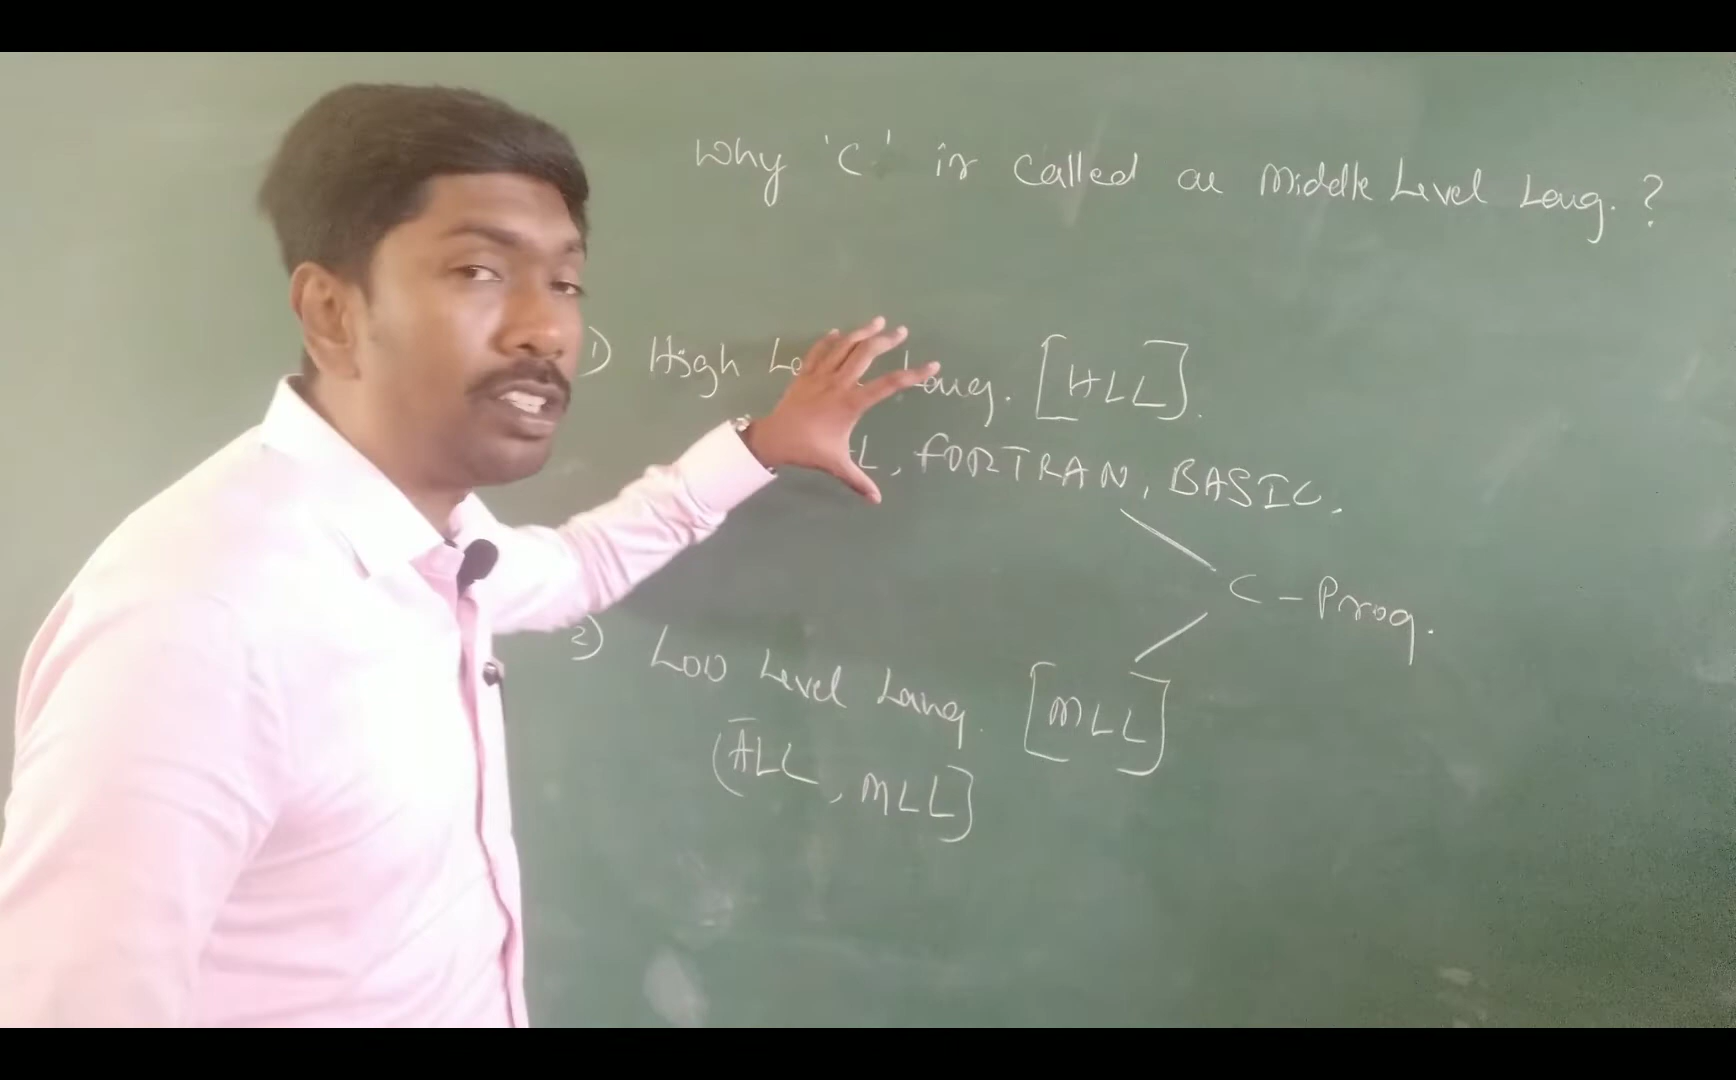 Why 'C' is called as Middle Level Lang. ?
1) High Level Lang. [HLL].
L, FORTRAN, BASIC.
C - Prog.
2) Low Level Lang. [MLL]
(ALL, MLL]